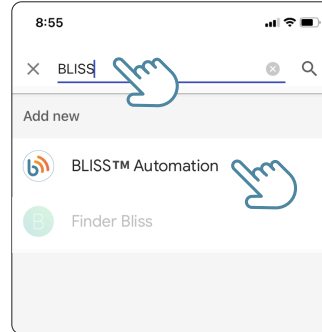 8:55
BLISS
Add new
BLISS™ Automation
B Finder Bliss